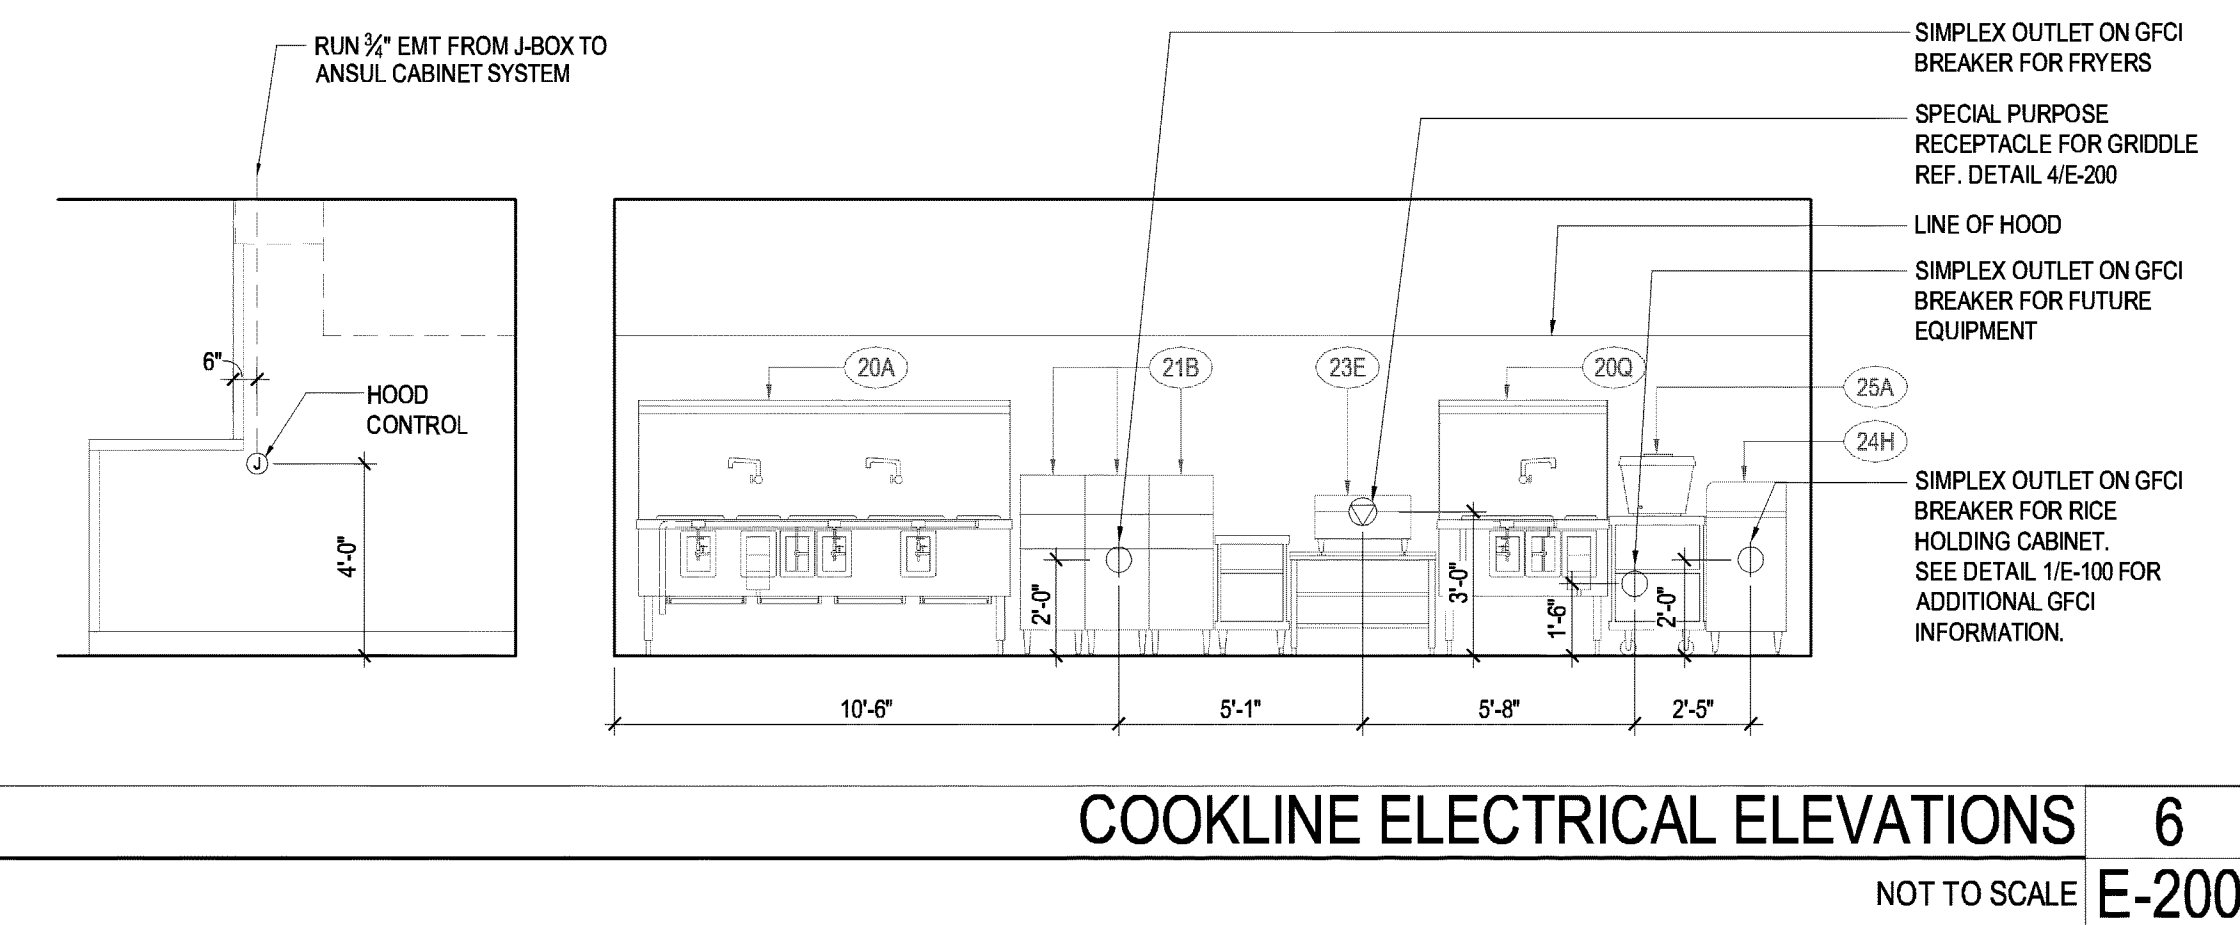 RUN ¾" EMT FROM J-BOX TO
ANSUL CABINET SYSTEM
6"
HOOD
CONTROL
J
4'-0"
SIMPLEX OUTLET ON GFCI
BREAKER FOR FRYERS
SPECIAL PURPOSE
RECEPTACLE FOR GRIDDLE
REF. DETAIL 4/E-200
LINE OF HOOD
SIMPLEX OUTLET ON GFCI
BREAKER FOR FUTURE
EQUIPMENT
20A
21B
23E
20Q
25A
24H
SIMPLEX OUTLET ON GFCI
BREAKER FOR RICE
HOLDING CABINET.
SEE DETAIL 1/E-100 FOR
ADDITIONAL GFCI
INFORMATION.
2'-0"
3'-0"
1'-6"
2'-0"
10'-6"
5'-1"
5'-8"
2'-5"
COOKLINE ELECTRICAL ELEVATIONS
6
NOT TO SCALE
E-200